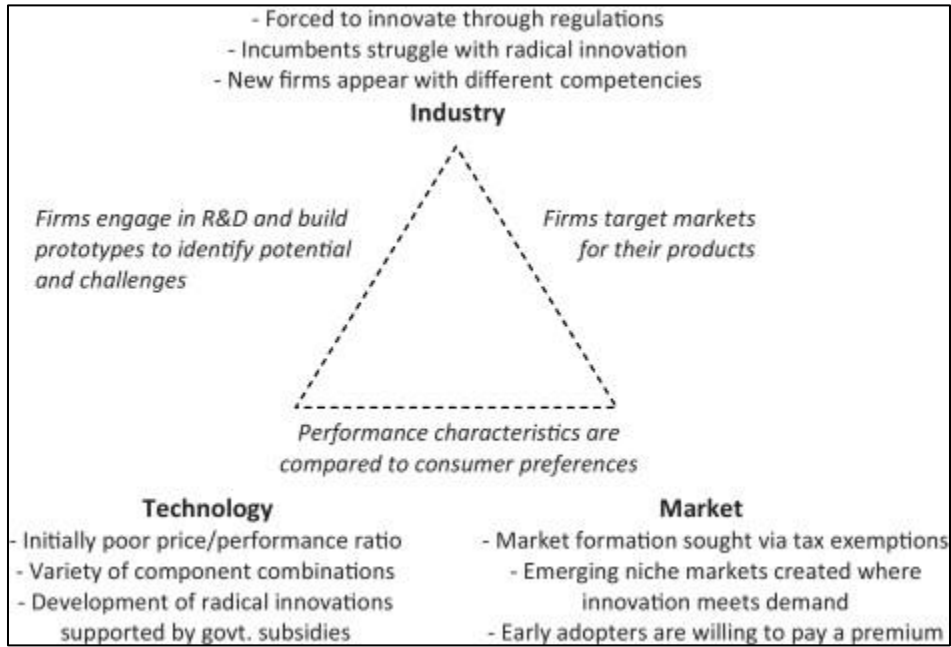 - Forced to innovate through regulations
- Incumbents struggle with radical innovation
- New firms appear with different competencies
Industry
Firms engage in R&D and build
prototypes to identify potential
and challenges
Firms target markets
for their products
Performance characteristics are
compared to consumer preferences
Technology
- Initially poor price/performance ratio
- Variety of component combinations
- Development of radical innovations
supported by govt. subsidies
Market
- Market formation sought via tax exemptions
- Emerging niche markets created where
innovation meets demand
- Early adopters are willing to pay a premium